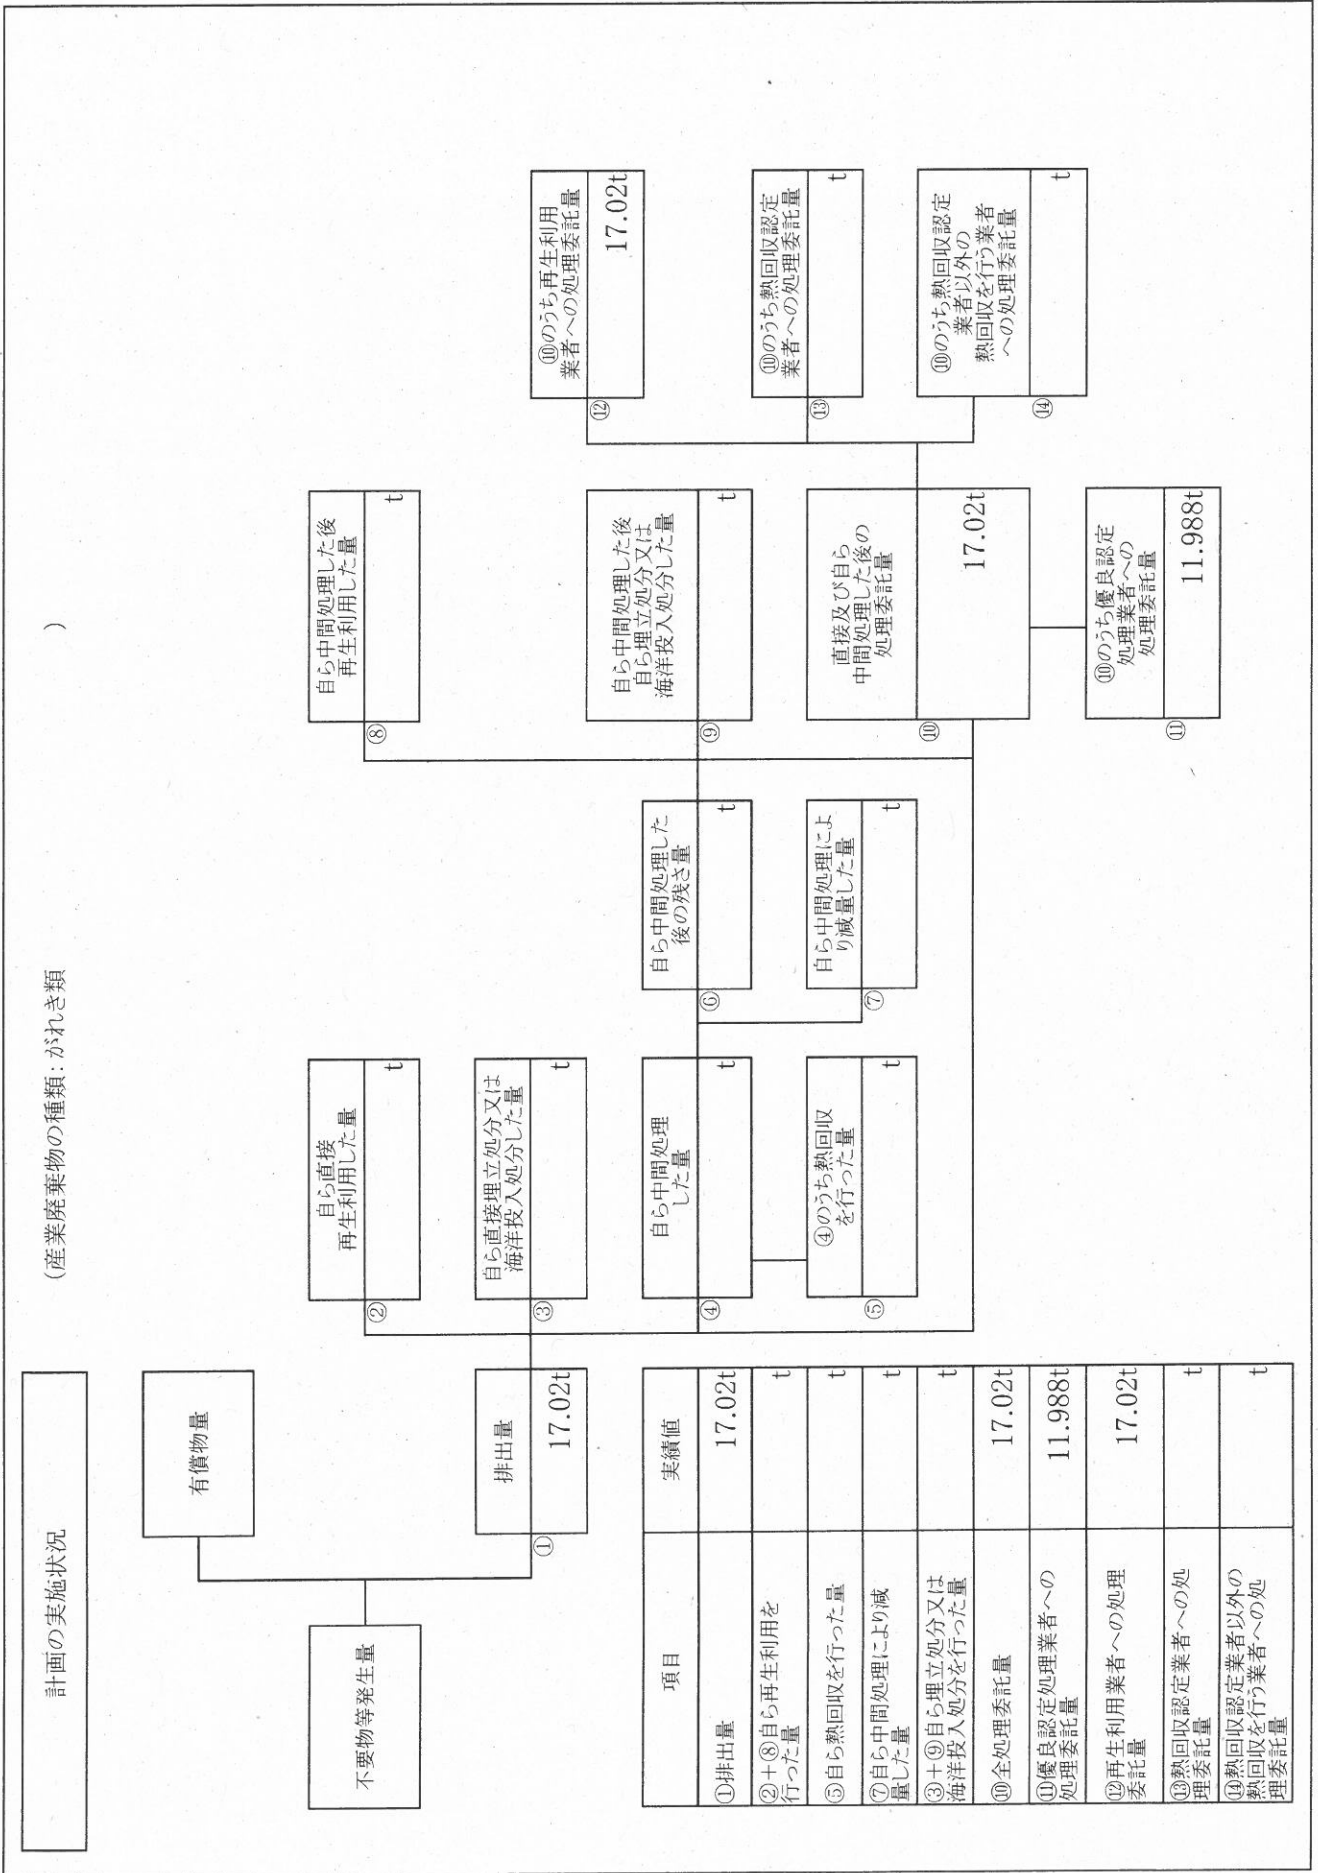 計画の実施状況
(産業廃棄物の種類:がれき類
)
不要物等発生量
有償物量
排出量
①
17.02t
自ら直接
再生利用した量
②
t
自ら直接埋立処分又は
海洋投入処分した量
③
t
自ら中間処理
した量
④
t
④のうち熱回収
を行った量
⑤
t
自ら中間処理した
後の残さ量
⑥
t
自ら中間処理によ
り減量した量
⑦
t
自ら中間処理した後
再生利用した量
⑧
t
自ら中間処理した後
自ら埋立処分又は
海洋投入処分した量
⑨
t
直接及び自ら
中間処理した後の
処理委託量
⑩
17.02t
⑩のうち優良認定
処理業者への
処理委託量
⑪
11.988t
⑩のうち再生利用
業者への処理委託量
⑫
17.02t
⑩のうち熱回収認定
業者への処理委託量
⑬
t
⑩のうち熱回収認定
業者以外の
熱回収を行う業者
への処理委託量
⑭
t
項目 実績値
①排出量 17.02t
②+⑧自ら再生利用を
行った量 t
⑤自ら熱回収を行った量 t
⑦自ら中間処理により減
量した量 t
③+⑨自ら埋立処分又は
海洋投入処分を行った量 t
⑩全処理委託量 17.02t
⑪優良認定処理業者への
処理委託量 11.988t
⑫再生利用業者への処理
委託量 17.02t
⑬熱回収認定業者への処
理委託量 t
⑭熱回収認定業者以外の
熱回収を行う業者への処
理委託量 t